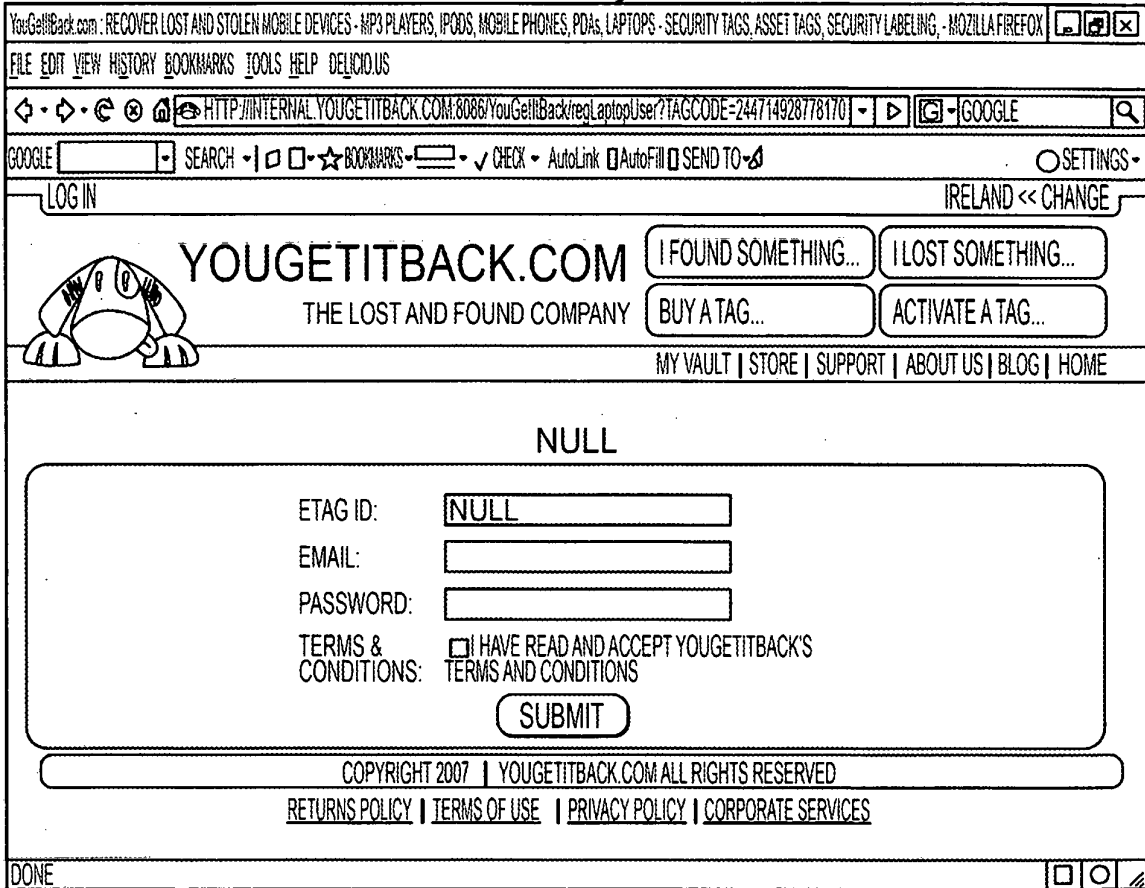 YouGetItBack.com : RECOVER LOST AND STOLEN MOBILE DEVICES - MP3 PLAYERS, IPODS, MOBILE PHONES, PDAs, LAPTOPS - SECURITY TAGS, ASSET TAGS, SECURITY LABELING, - MOZILLA FIREFOX
FILE EDIT VIEW HISTORY BOOKMARKS TOOLS HELP DELICIO.US
HTTP://INTERNAL.YOUGETITBACK.COM:8086/YouGetItBack/regLaptopUser?TAGCODE=244714928778170 G GOOGLE
GOOGLE SEARCH BOOKMARKS CHECK AutoLink AutoFill SEND TO SETTINGS
LOG IN IRELAND << CHANGE
YOUGETITBACK.COM
THE LOST AND FOUND COMPANY
I FOUND SOMETHING... I LOST SOMETHING...
BUY A TAG... ACTIVATE A TAG...
MY VAULT | STORE | SUPPORT | ABOUT US | BLOG | HOME
NULL
ETAG ID: NULL
EMAIL:
PASSWORD:
TERMS & CONDITIONS: I HAVE READ AND ACCEPT YOUGETITBACK'S
TERMS AND CONDITIONS
SUBMIT
COPYRIGHT 2007 | YOUGETITBACK.COM ALL RIGHTS RESERVED
RETURNS POLICY | TERMS OF USE | PRIVACY POLICY | CORPORATE SERVICES
DONE